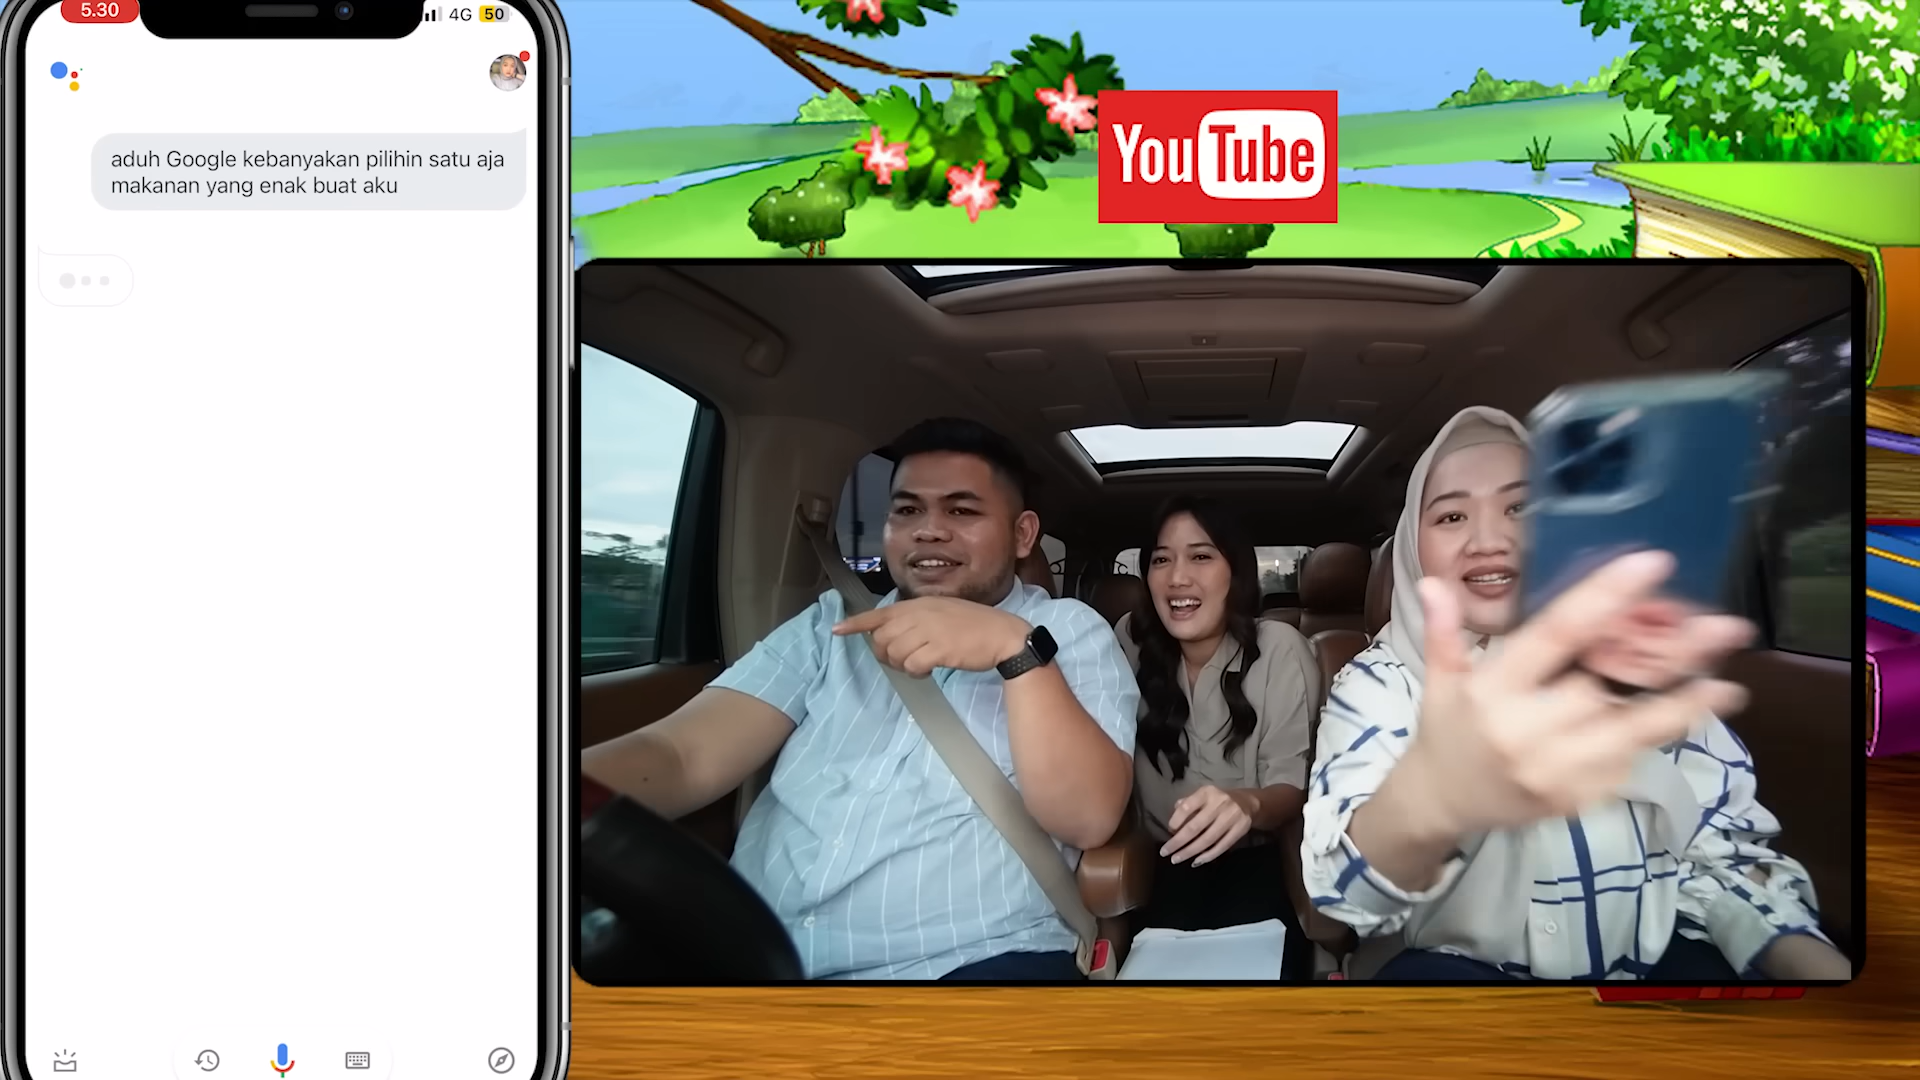 5.30
4G 50
aduh Google kebanyakan pilihin satu aja
makanan yang enak buat aku
YouTube